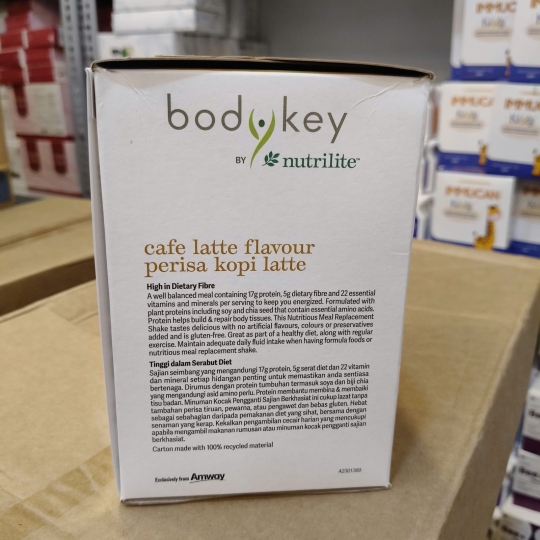 bodykey
BY nutrilite™
cafe latte flavour
perisa kopi latte
High in Dietary Fibre
A well balanced meal containing 17g protein, 5g dietary fibre and 22 essential
vitamins and minerals per serving to keep you energized. Formulated with
plant proteins including soy and chia seed that contain essential amino acids.
Protein helps build & repair body tissues. This Nutritious Meal Replacement
Shake tastes delicious with no artificial flavours, colours or preservatives
added and is gluten-free. Great as part of a healthy diet, along with regular
exercise. Maintain adequate daily fluid intake when having formula foods or
nutritious meal replacement shake.
Tinggi dalam Serabut Diet
Sajian seimbang yang mengandungi 17g protein, 5g serat diet dan 22 vitamin
dan mineral setiap hidangan penting untuk memastikan anda sentiasa
bertenaga. Dirumus dengan protein tumbuhan termasuk soya dan biji chia
yang mengandungi asid amino perlu. Protein membantu membina & membaiki
tisu badan. Minuman Kocak Pengganti Sajian Berkhasiat ini cukup lazat tanpa
tambahan perisa tiruan, pewarna, atau pengawet dan bebas gluten. Hebat
sebagai sebahagian daripada pemakanan diet yang sihat, bersama dengan
senaman yang kerap. Kekalkan pengambilan cecair harian yang mencukupi
apabila mengambil makanan rumusan atau minuman kocak pengganti sajian
berkhasiat.
Carton made with 100% recycled material
Exclusively from Amway
IMMUCAN
Kidz